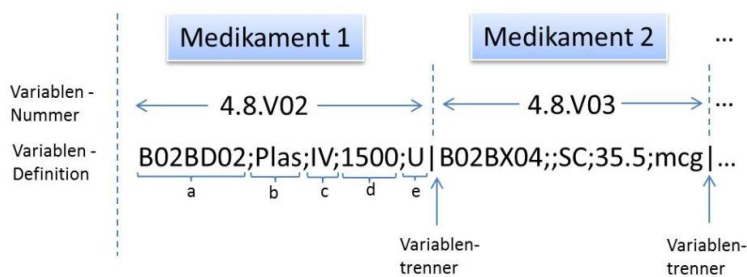 Medikament 1 Medikament 2 ...
Variablen - Nummer 4.8.V02 4.8.V03 ...
Variablen - Definition B02BD02;Plas;IV;1500;U|B02BX04;;SC;35.5;mcg|...
a b c d e
Variablen- Variablen-
trenner trenner